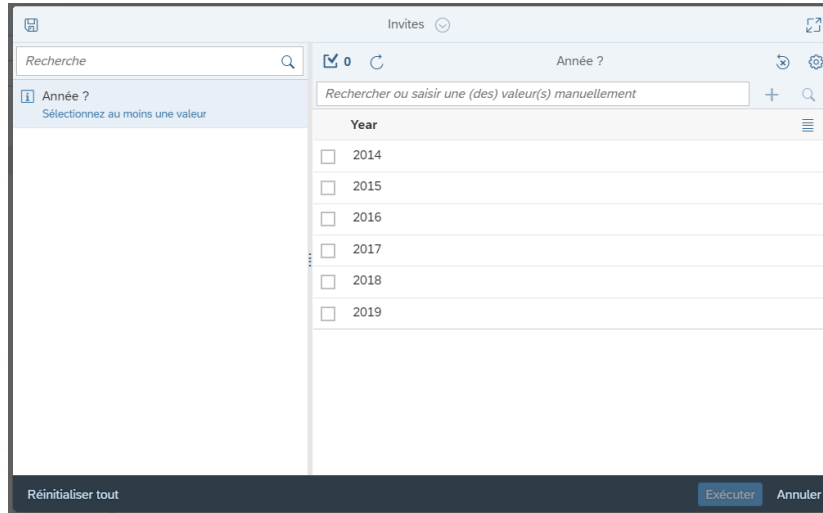 Invites
Recherche
Année ?
Sélectionnez au moins une valeur
0
Année ?
Rechercher ou saisir une (des) valeur(s) manuellement
Year
2014
2015
2016
2017
2018
2019
Réinitialiser tout
Exécuter
Annuler